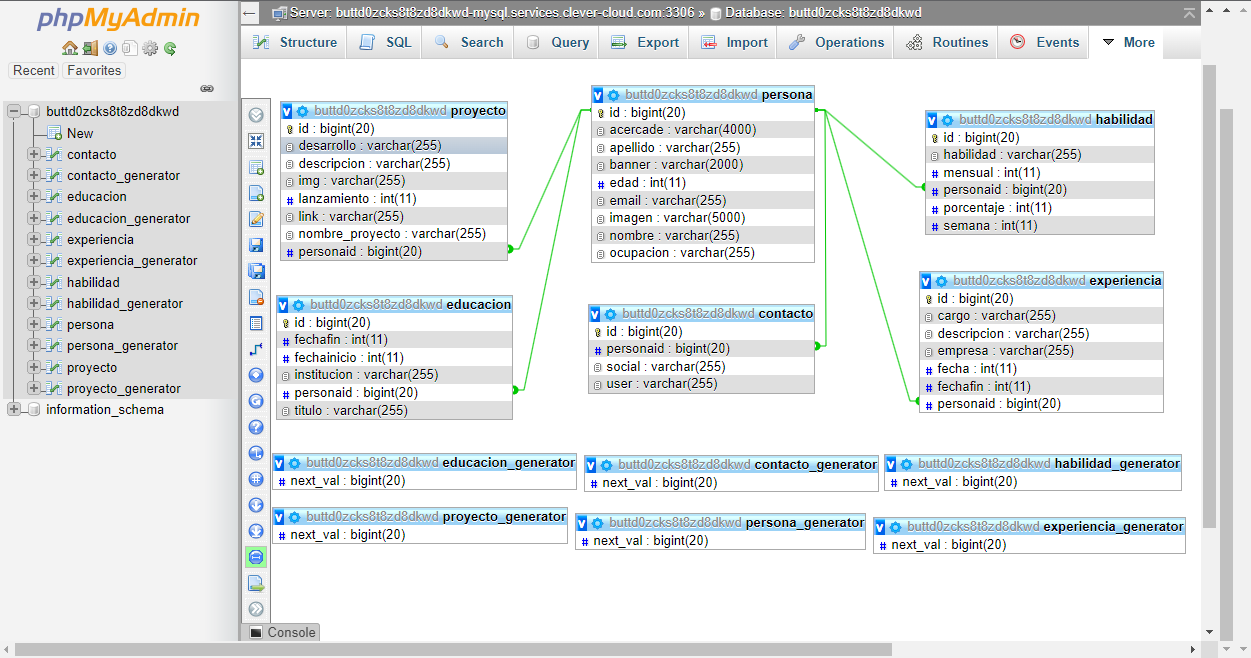 phpMyAdmin
Recent Favorites
buttd0zcks8t8zd8dkwd
New
contacto
contacto_generator
educacion
educacion_generator
experiencia
experiencia_generator
habilidad
habilidad_generator
persona
persona_generator
proyecto
proyecto_generator
information_schema
Server: buttd0zcks8t8zd8dkwd-mysql.services.clever-cloud.com:3306 » Database: buttd0zcks8t8zd8dkwd
Structure SQL Search Query Export Import Operations Routines Events More
buttd0zcks8t8zd8dkwd proyecto
id : bigint(20)
desarrollo : varchar(255)
descripcion : varchar(255)
img : varchar(255)
# lanzamiento : int(11)
link : varchar(255)
nombre_proyecto : varchar(255)
# personaid : bigint(20)
buttd0zcks8t8zd8dkwd persona
id : bigint(20)
acercade : varchar(4000)
apellido : varchar(255)
banner : varchar(2000)
# edad : int(11)
email : varchar(255)
imagen : varchar(5000)
nombre : varchar(255)
ocupacion : varchar(255)
buttd0zcks8t8zd8dkwd habilidad
id : bigint(20)
habilidad : varchar(255)
# mensual : int(11)
# personaid : bigint(20)
# porcentaje : int(11)
# semana : int(11)
buttd0zcks8t8zd8dkwd educacion
id : bigint(20)
# fechafin : int(11)
# fechainicio : int(11)
institucion : varchar(255)
# personaid : bigint(20)
titulo : varchar(255)
buttd0zcks8t8zd8dkwd contacto
id : bigint(20)
# personaid : bigint(20)
social : varchar(255)
user : varchar(255)
buttd0zcks8t8zd8dkwd experiencia
id : bigint(20)
cargo : varchar(255)
descripcion : varchar(255)
empresa : varchar(255)
# fecha : int(11)
# fechafin : int(11)
# personaid : bigint(20)
buttd0zcks8t8zd8dkwd educacion_generator
# next_val : bigint(20)
buttd0zcks8t8zd8dkwd contacto_generator
# next_val : bigint(20)
buttd0zcks8t8zd8dkwd habilidad_generator
# next_val : bigint(20)
buttd0zcks8t8zd8dkwd proyecto_generator
# next_val : bigint(20)
buttd0zcks8t8zd8dkwd persona_generator
# next_val : bigint(20)
buttd0zcks8t8zd8dkwd experiencia_generator
# next_val : bigint(20)
Console